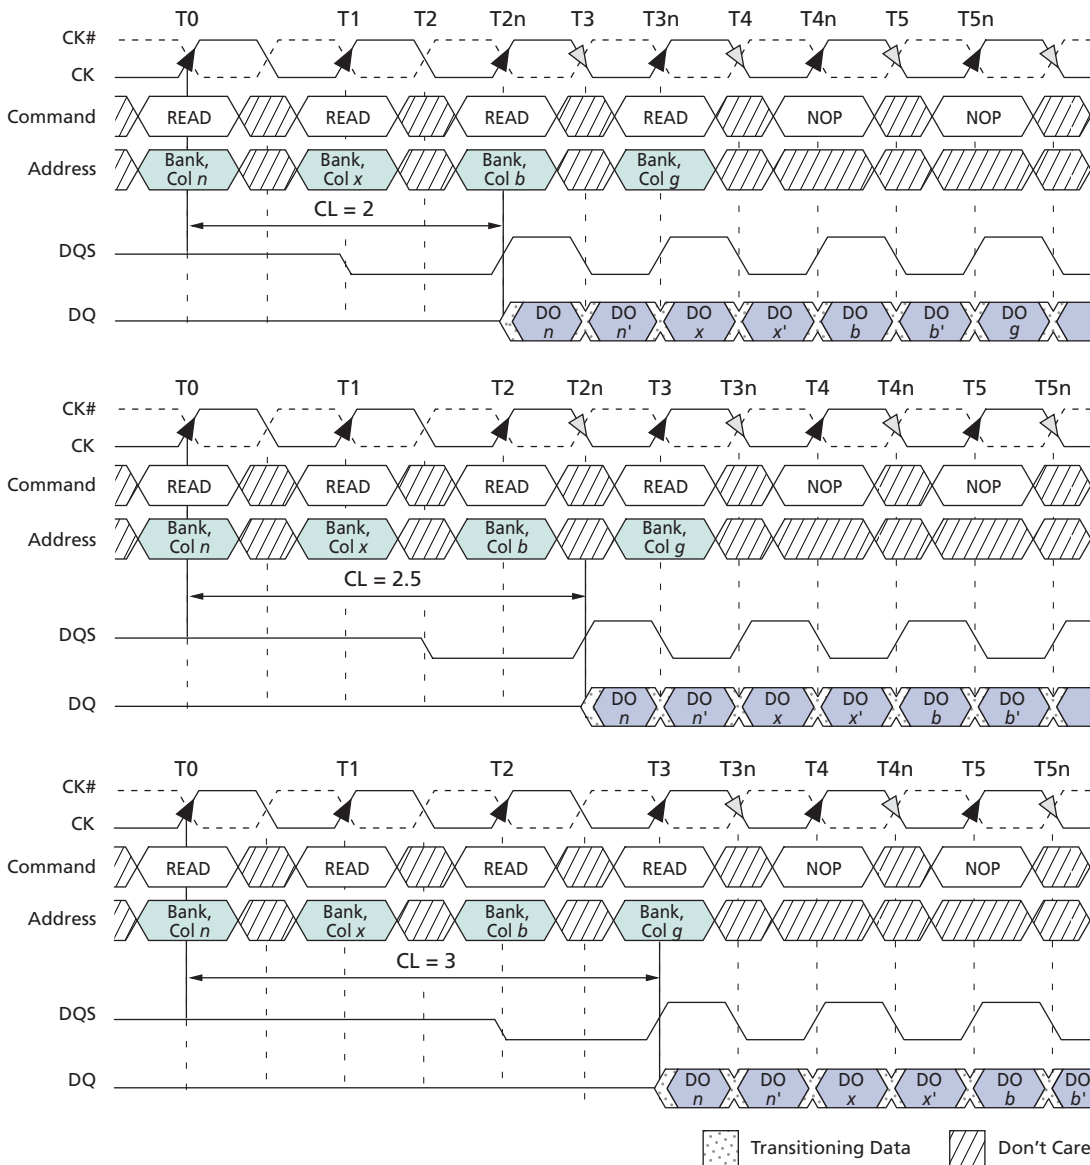 T0 T1 T2 T2n T3 T3n T4 T4n T5 T5n
CK#
CK
Command READ READ READ READ NOP NOP
Address Bank, Col n Bank, Col x Bank, Col b Bank, Col g
CL = 2
DQS
DQ DO n DO n' DO x DO x' DO b DO b' DO g
T0 T1 T2 T2n T3 T3n T4 T4n T5 T5n
CK#
CK
Command READ READ READ READ NOP NOP
Address Bank, Col n Bank, Col x Bank, Col b Bank, Col g
CL = 2.5
DQS
DQ DO n DO n' DO x DO x' DO b DO b'
T0 T1 T2 T3 T3n T4 T4n T5 T5n
CK#
CK
Command READ READ READ READ NOP NOP
Address Bank, Col n Bank, Col x Bank, Col b Bank, Col g
CL = 3
DQS
DQ DO n DO n' DO x DO x' DO b DO b'
Transitioning Data Don't Care